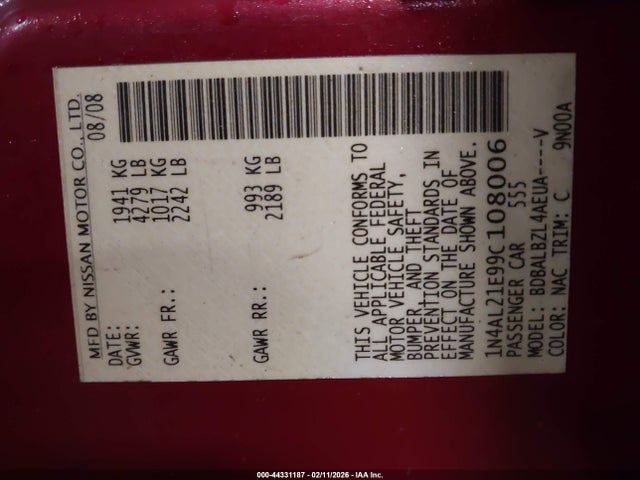 MFD BY NISSAN MOTOR CO., LTD.
DATE: 08/08
GVWR: 1941 KG
4279 LB
GAWR FR.: 1017 KG
2242 LB
GAWR RR.: 993 KG
2189 LB
THIS VEHICLE CONFORMS TO
ALL APPLICABLE FEDERAL
MOTOR VEHICLE SAFETY,
BUMPER, AND THEFT
PREVENTION STANDARDS IN
EFFECT ON THE DATE OF
MANUFACTURE SHOWN ABOVE.
1N4AL21E99C108006
PASSENGER CAR 555
MODEL: BDBALBZL4AEUA----V
COLOR: NAC TRIM: C 9N00A
000-44331187 - 02/11/2026 - IAA Inc.